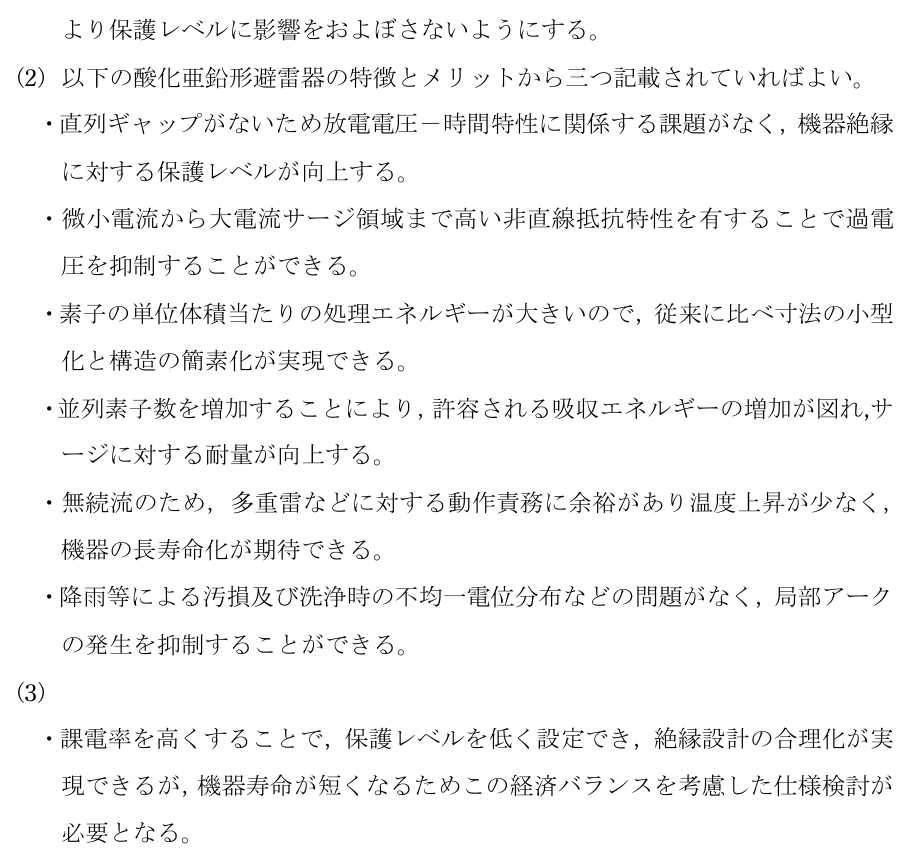 より保護レベルに影響をおよぼさないようにする。
(2) 以下の酸化亜鉛形避雷器の特徴とメリットから三つ記載されていればよい。
・直列ギャップがないため放電電圧－時間特性に関係する課題がなく，機器絶縁
に対する保護レベルが向上する。
・微小電流から大電流サージ領域まで高い非直線抵抗特性を有することで過電
圧を抑制することができる。
・素子の単位体積当たりの処理エネルギーが大きいので，従来に比べ寸法の小型
化と構造の簡素化が実現できる。
・並列素子数を増加することにより，許容される吸収エネルギーの増加が図れ,サ
ージに対する耐量が向上する。
・無続流のため，多重雷などに対する動作責務に余裕があり温度上昇が少なく，
機器の長寿命化が期待できる。
・降雨等による汚損及び洗浄時の不均一電位分布などの問題がなく，局部アーク
の発生を抑制することができる。
(3)
・課電率を高くすることで，保護レベルを低く設定でき，絶縁設計の合理化が実
現できるが，機器寿命が短くなるためこの経済バランスを考慮した仕様検討が
必要となる。